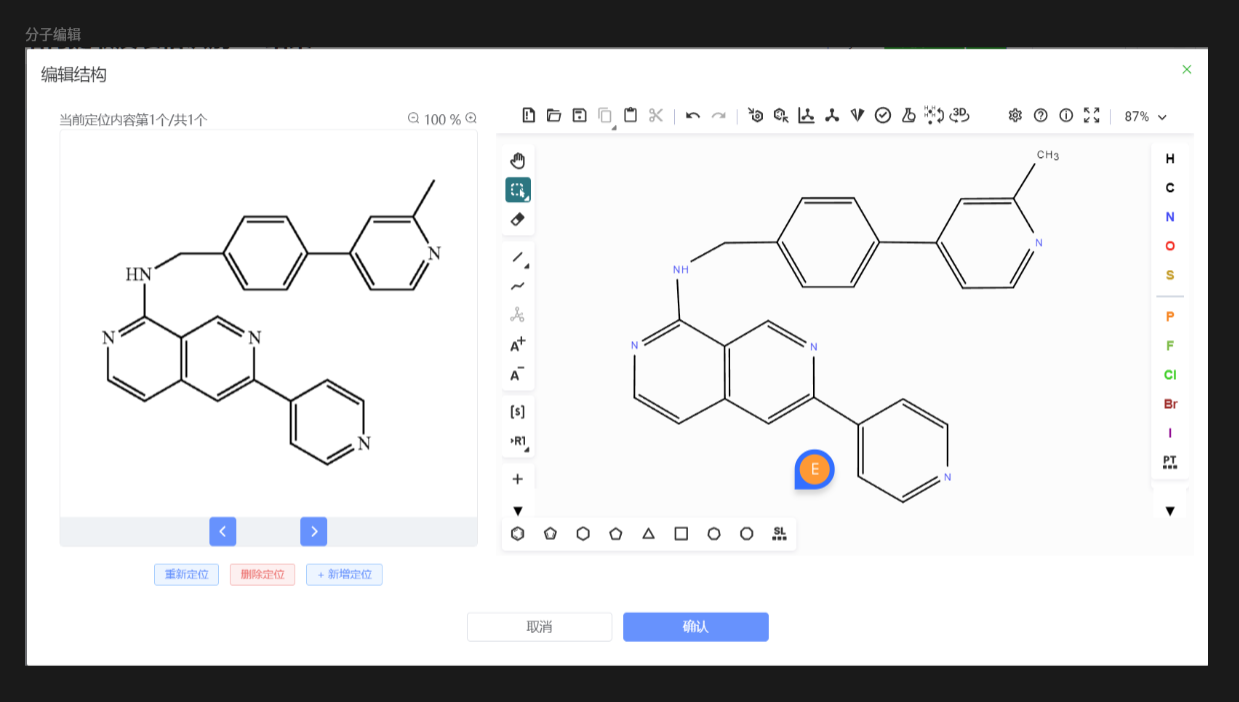 分子编辑
编辑结构
当前定位内容第1个/共1个
100 %
3D
87%
HN
N
N
N
N
重新定位
删除定位
+ 新增定位
A+
A-
[s]
R1
CH3
NH
N
N
N
N
E
SL
H
C
N
O
S
P
F
Cl
Br
I
PT
取消
确认